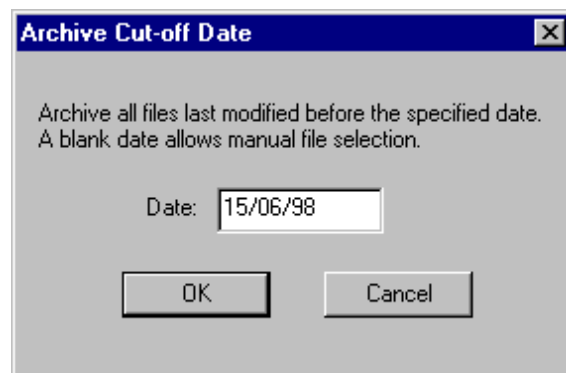 Archive Cut-off Date
Archive all files last modified before the specified date.
A blank date allows manual file selection.
Date: 15/06/98
OK Cancel